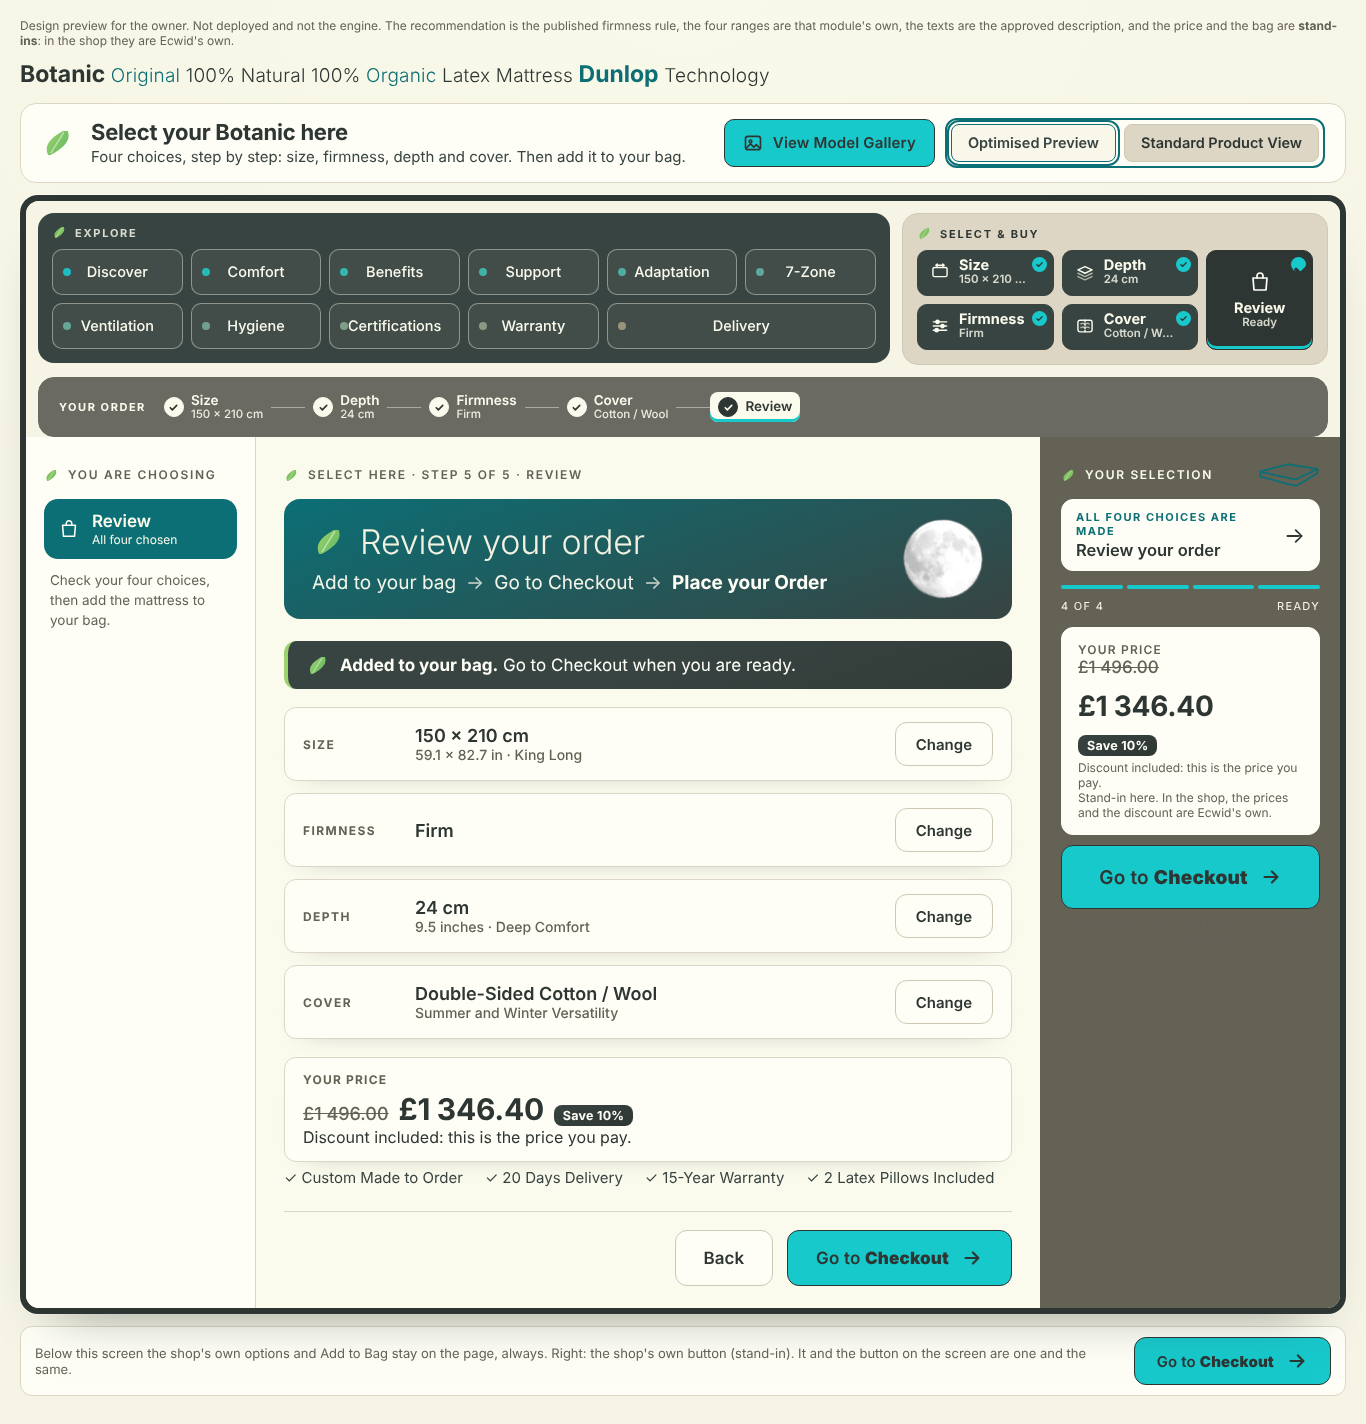 Design preview for the owner. Not deployed and not the engine. The recommendation is the published firmness rule, the four ranges are that module's own, the texts are the approved description, and the price and the bag are stand-
ins: in the shop they are Ecwid's own.
Botanic Original 100% Natural 100% Organic Latex Mattress Dunlop Technology
Select your Botanic here
Four choices, step by step: size, firmness, depth and cover. Then add it to your bag.
View Model Gallery
Optimised Preview
Standard Product View
EXPLORE
Discover
Comfort
Benefits
Support
Adaptation
7-Zone
Ventilation
Hygiene
Certifications
Warranty
Delivery
SELECT & BUY
Size
150 × 210 ...
Depth
24 cm
Firmness
Firm
Cover
Cotton / W...
Review
Ready
YOUR ORDER
Size
150 × 210 cm
Depth
24 cm
Firmness
Firm
Cover
Cotton / Wool
Review
YOU ARE CHOOSING
Review
All four chosen
Check your four choices,
then add the mattress to
your bag.
SELECT HERE · STEP 5 OF 5 · REVIEW
Review your order
Add to your bag → Go to Checkout → Place your Order
Added to your bag. Go to Checkout when you are ready.
SIZE
150 × 210 cm
59.1 × 82.7 in · King Long
Change
FIRMNESS
Firm
Change
DEPTH
24 cm
9.5 inches · Deep Comfort
Change
COVER
Double-Sided Cotton / Wool
Summer and Winter Versatility
Change
YOUR PRICE
£1 496.00 £1 346.40 Save 10%
Discount included: this is the price you pay.
✓ Custom Made to Order ✓ 20 Days Delivery ✓ 15-Year Warranty ✓ 2 Latex Pillows Included
Back
Go to Checkout →
YOUR SELECTION
ALL FOUR CHOICES ARE
MADE
Review your order →
4 OF 4
READY
YOUR PRICE
£1 496.00
£1 346.40
Save 10%
Discount included: this is the price you
pay.
Stand-in here. In the shop, the prices
and the discount are Ecwid's own.
Go to Checkout →
Below this screen the shop's own options and Add to Bag stay on the page, always. Right: the shop's own button (stand-in). It and the button on the screen are one and the
same.
Go to Checkout →